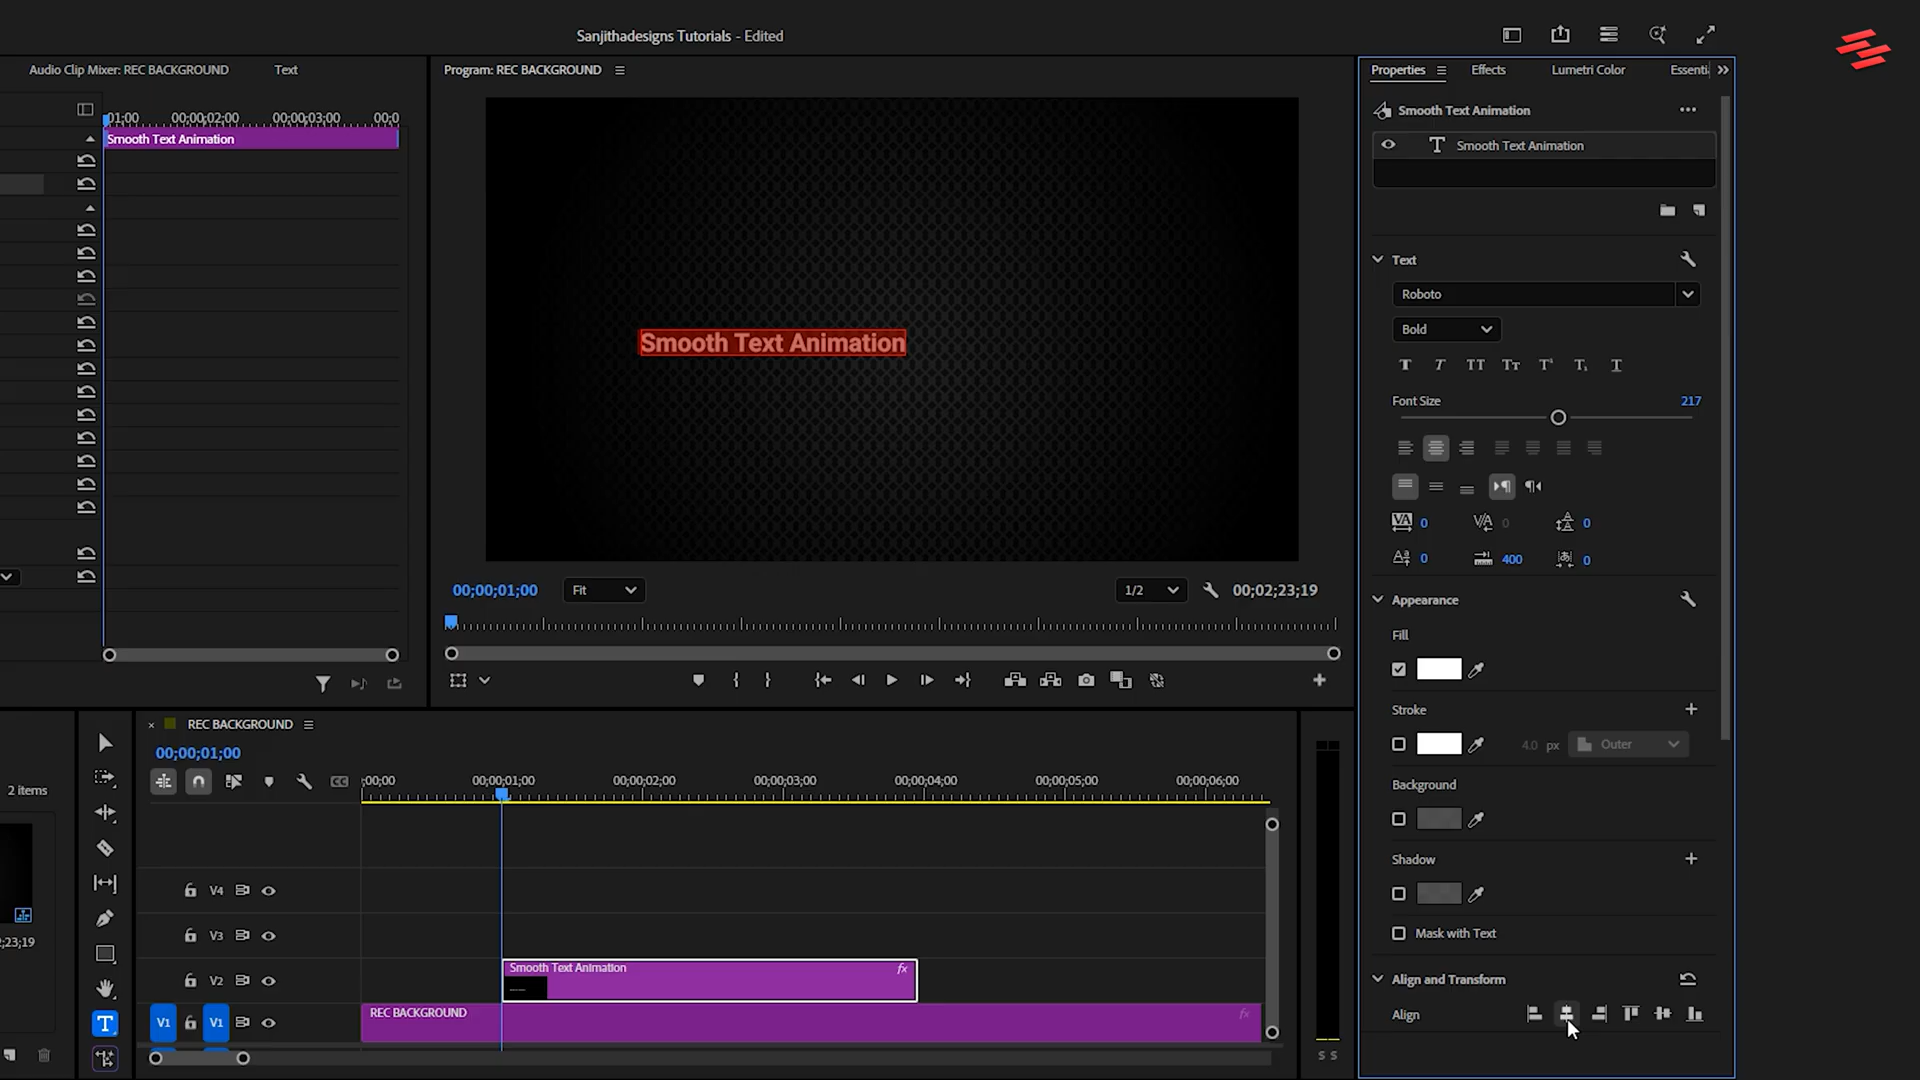 Sanjithadesigns Tutorials - Edited
Audio Clip Mixer: REC BACKGROUND
Text
Program: REC BACKGROUND
Properties
Effects
Lumetri Color
Essenti
01;00
00;00;02;00
00;00;03;00
00;0
Smooth Text Animation
Smooth Text Animation
Smooth Text Animation
Text
Roboto
Bold
Smooth Text Animation
Font Size
217
0
0
0
0
400
0
00;00;01;00
Fit
1/2
00;02;23;19
Appearance
Fill
Stroke
4.0 px
Outer
Background
Shadow
Mask with Text
Align and Transform
Align
REC BACKGROUND
00;00;01;00
2 items
;23;19
;00;00
00;00;01;00
00;00;02;00
00;00;03;00
00;00;04;00
00;00;05;00
00;00;06;00
V4
V3
V2
Smooth Text Animation
fx
V1
V1
REC BACKGROUND
fx
S S